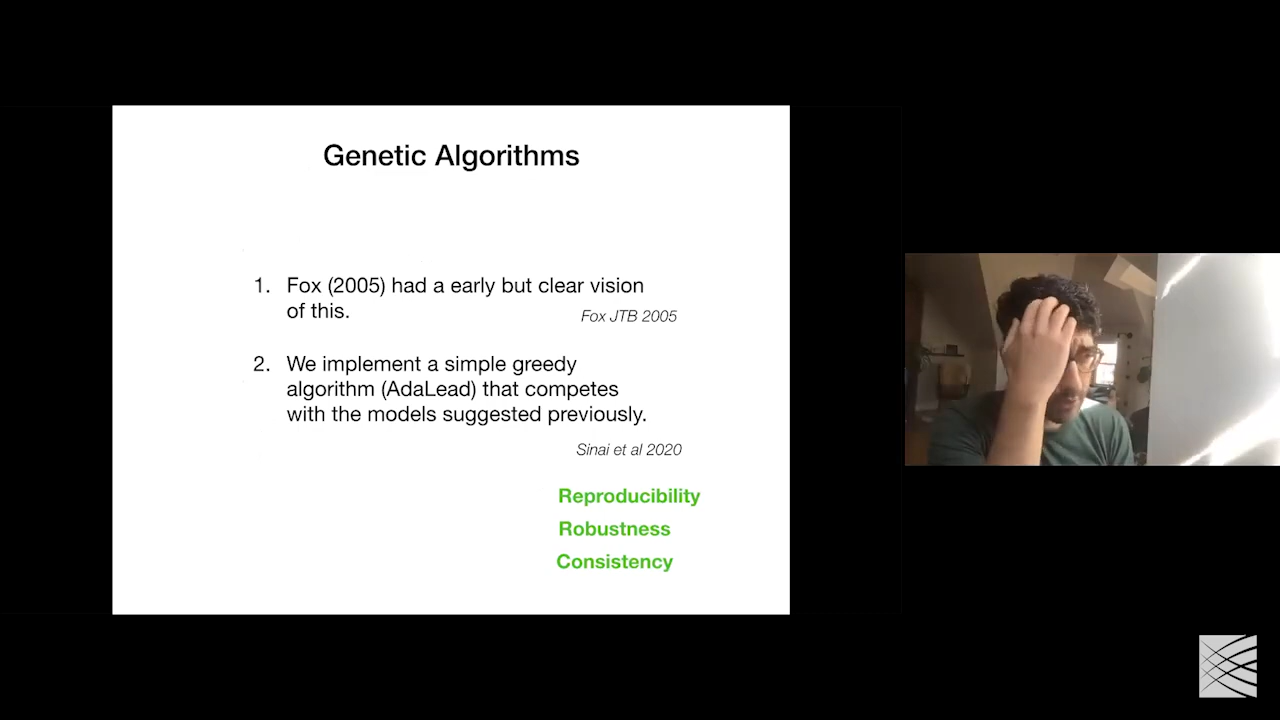 Genetic Algorithms
1. Fox (2005) had a early but clear vision
of this.
Fox JTB 2005
2. We implement a simple greedy
algorithm (AdaLead) that competes
with the models suggested previously.
Sinai et al 2020
Reproducibility
Robustness
Consistency